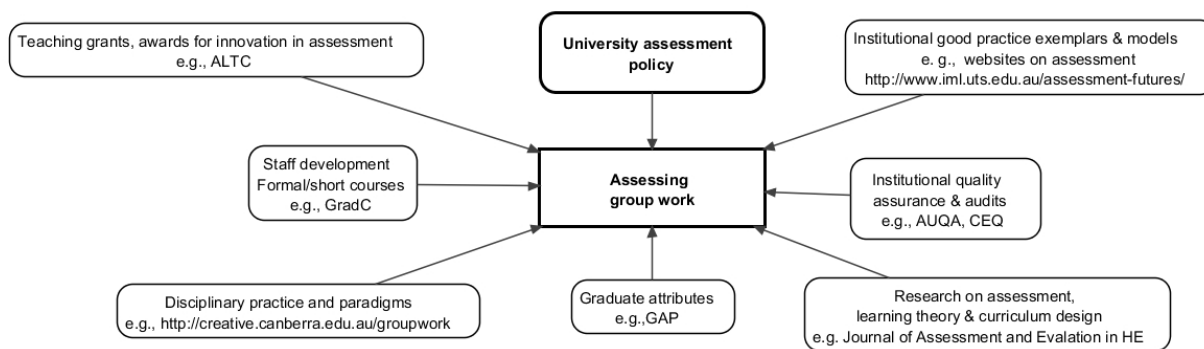 Teaching grants, awards for innovation in assessment
e.g., ALTC
University assessment
policy
Institutional good practice exemplars & models
e. g.,  websites on assessment
http://www.iml.uts.edu.au/assessment-futures/
Staff development
Formal/short courses
e.g., GradC
Assessing
group work
Institutional quality
assurance & audits
e.g., AUQA, CEQ
Disciplinary practice and paradigms
e.g., http://creative.canberra.edu.au/groupwork
Graduate attributes
e.g.,GAP
Research on assessment,
learning theory & curriculum design
e.g. Journal of Assessment and Evalation in HE